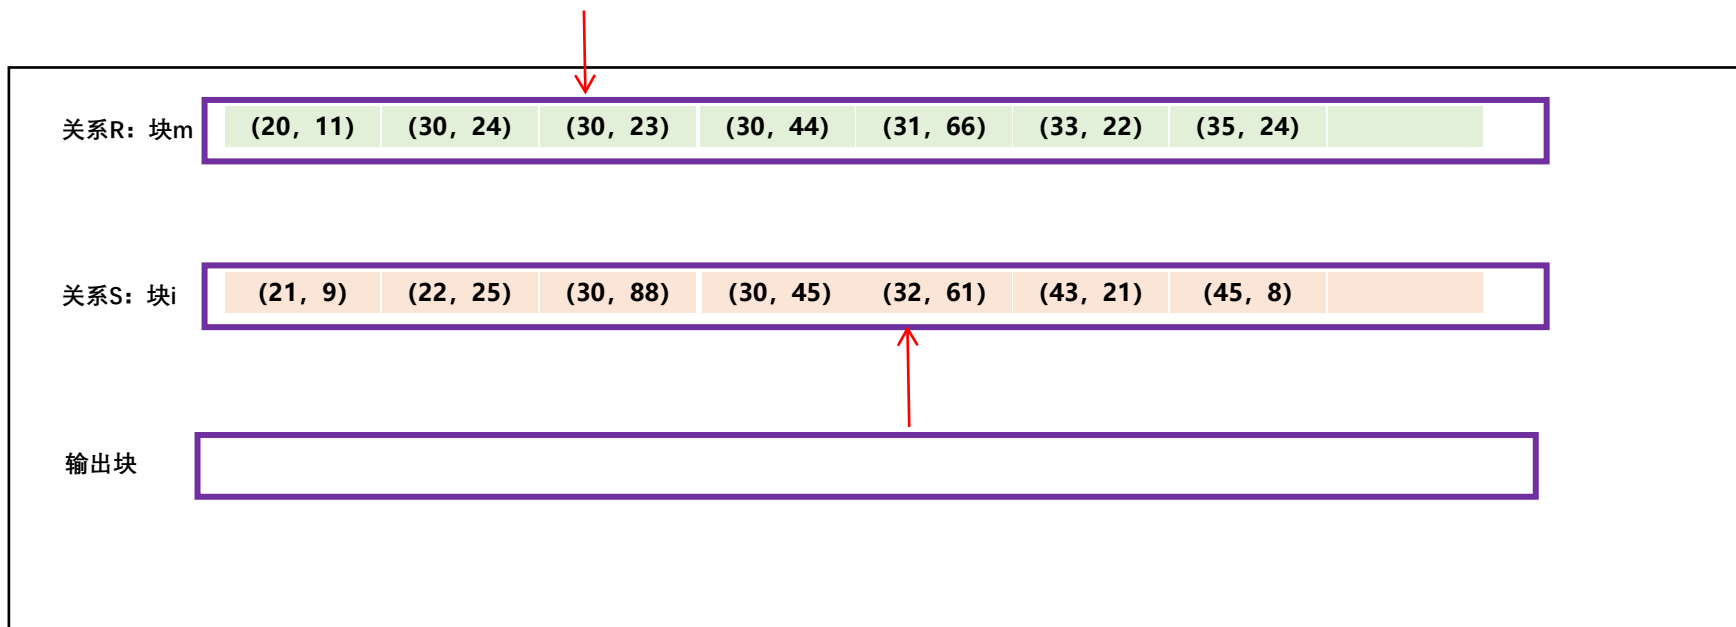 关系R：块m (20，11) (30，24) (30，23) (30，44) (31，66) (33，22) (35，24)
关系S：块i (21，9) (22，25) (30，88) (30，45) (32，61) (43，21) (45，8)
输出块